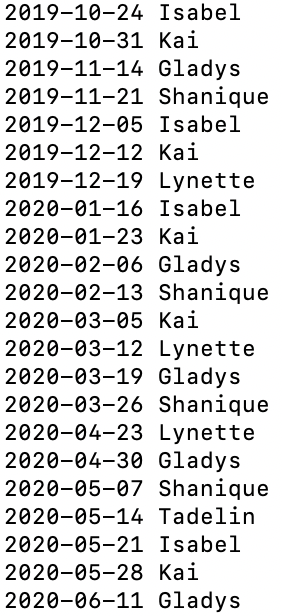 2019-10-24 Isabel
2019-10-31 Kai
2019-11-14 Gladys
2019-11-21 Shanique
2019-12-05 Isabel
2019-12-12 Kai
2019-12-19 Lynette
2020-01-16 Isabel
2020-01-23 Kai
2020-02-06 Gladys
2020-02-13 Shanique
2020-03-05 Kai
2020-03-12 Lynette
2020-03-19 Gladys
2020-03-26 Shanique
2020-04-23 Lynette
2020-04-30 Gladys
2020-05-07 Shanique
2020-05-14 Tadelin
2020-05-21 Isabel
2020-05-28 Kai
2020-06-11 Gladys